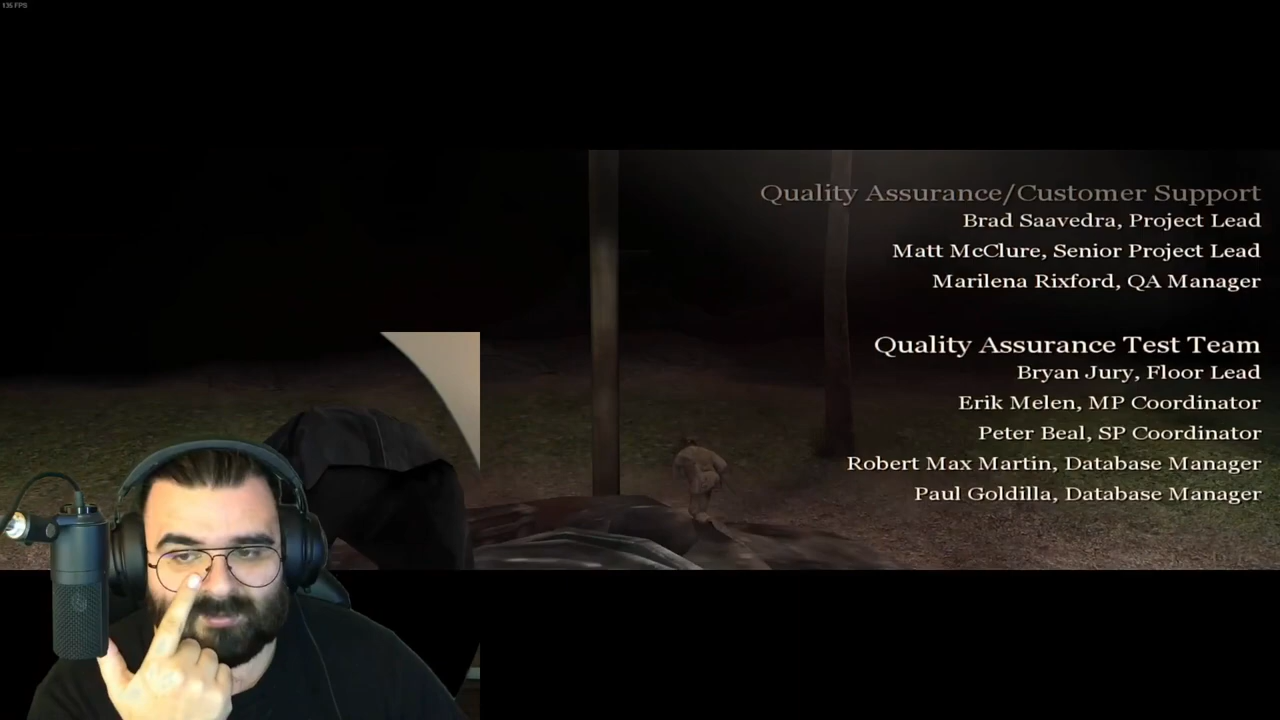 135 FPS
Quality Assurance/Customer Support
Brad Saavedra, Project Lead
Matt McClure, Senior Project Lead
Marilena Rixford, QA Manager
Quality Assurance Test Team
Bryan Jury, Floor Lead
Erik Melen, MP Coordinator
Peter Beal, SP Coordinator
Robert Max Martin, Database Manager
Paul Goldilla, Database Manager